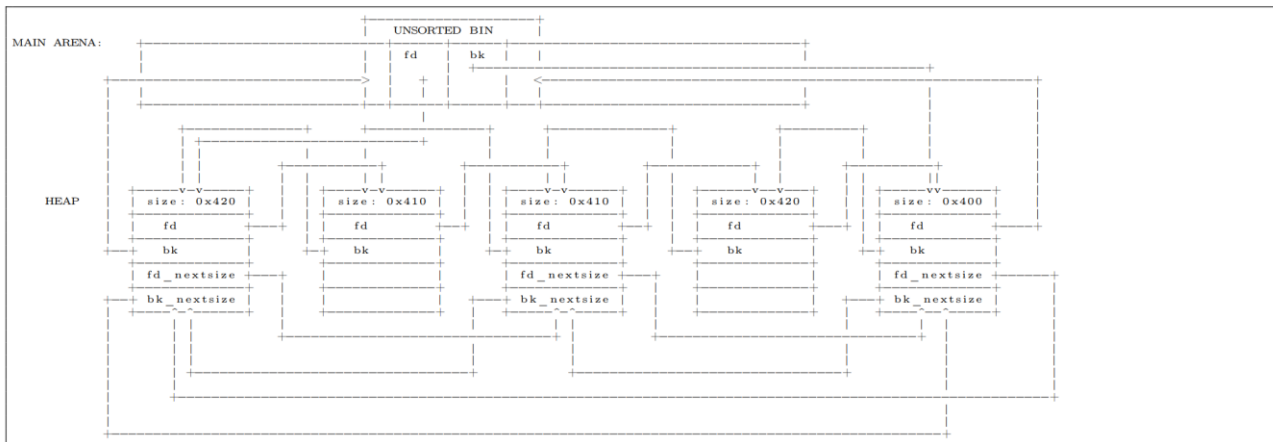 UNSORTED BIN
MAIN ARENA:
fd bk
HEAP size: 0x420 size: 0x410 size: 0x410 size: 0x420 size: 0x400
fd fd fd fd fd
bk bk bk bk bk
fd_nextsize fd_nextsize fd_nextsize
bk_nextsize bk_nextsize bk_nextsize